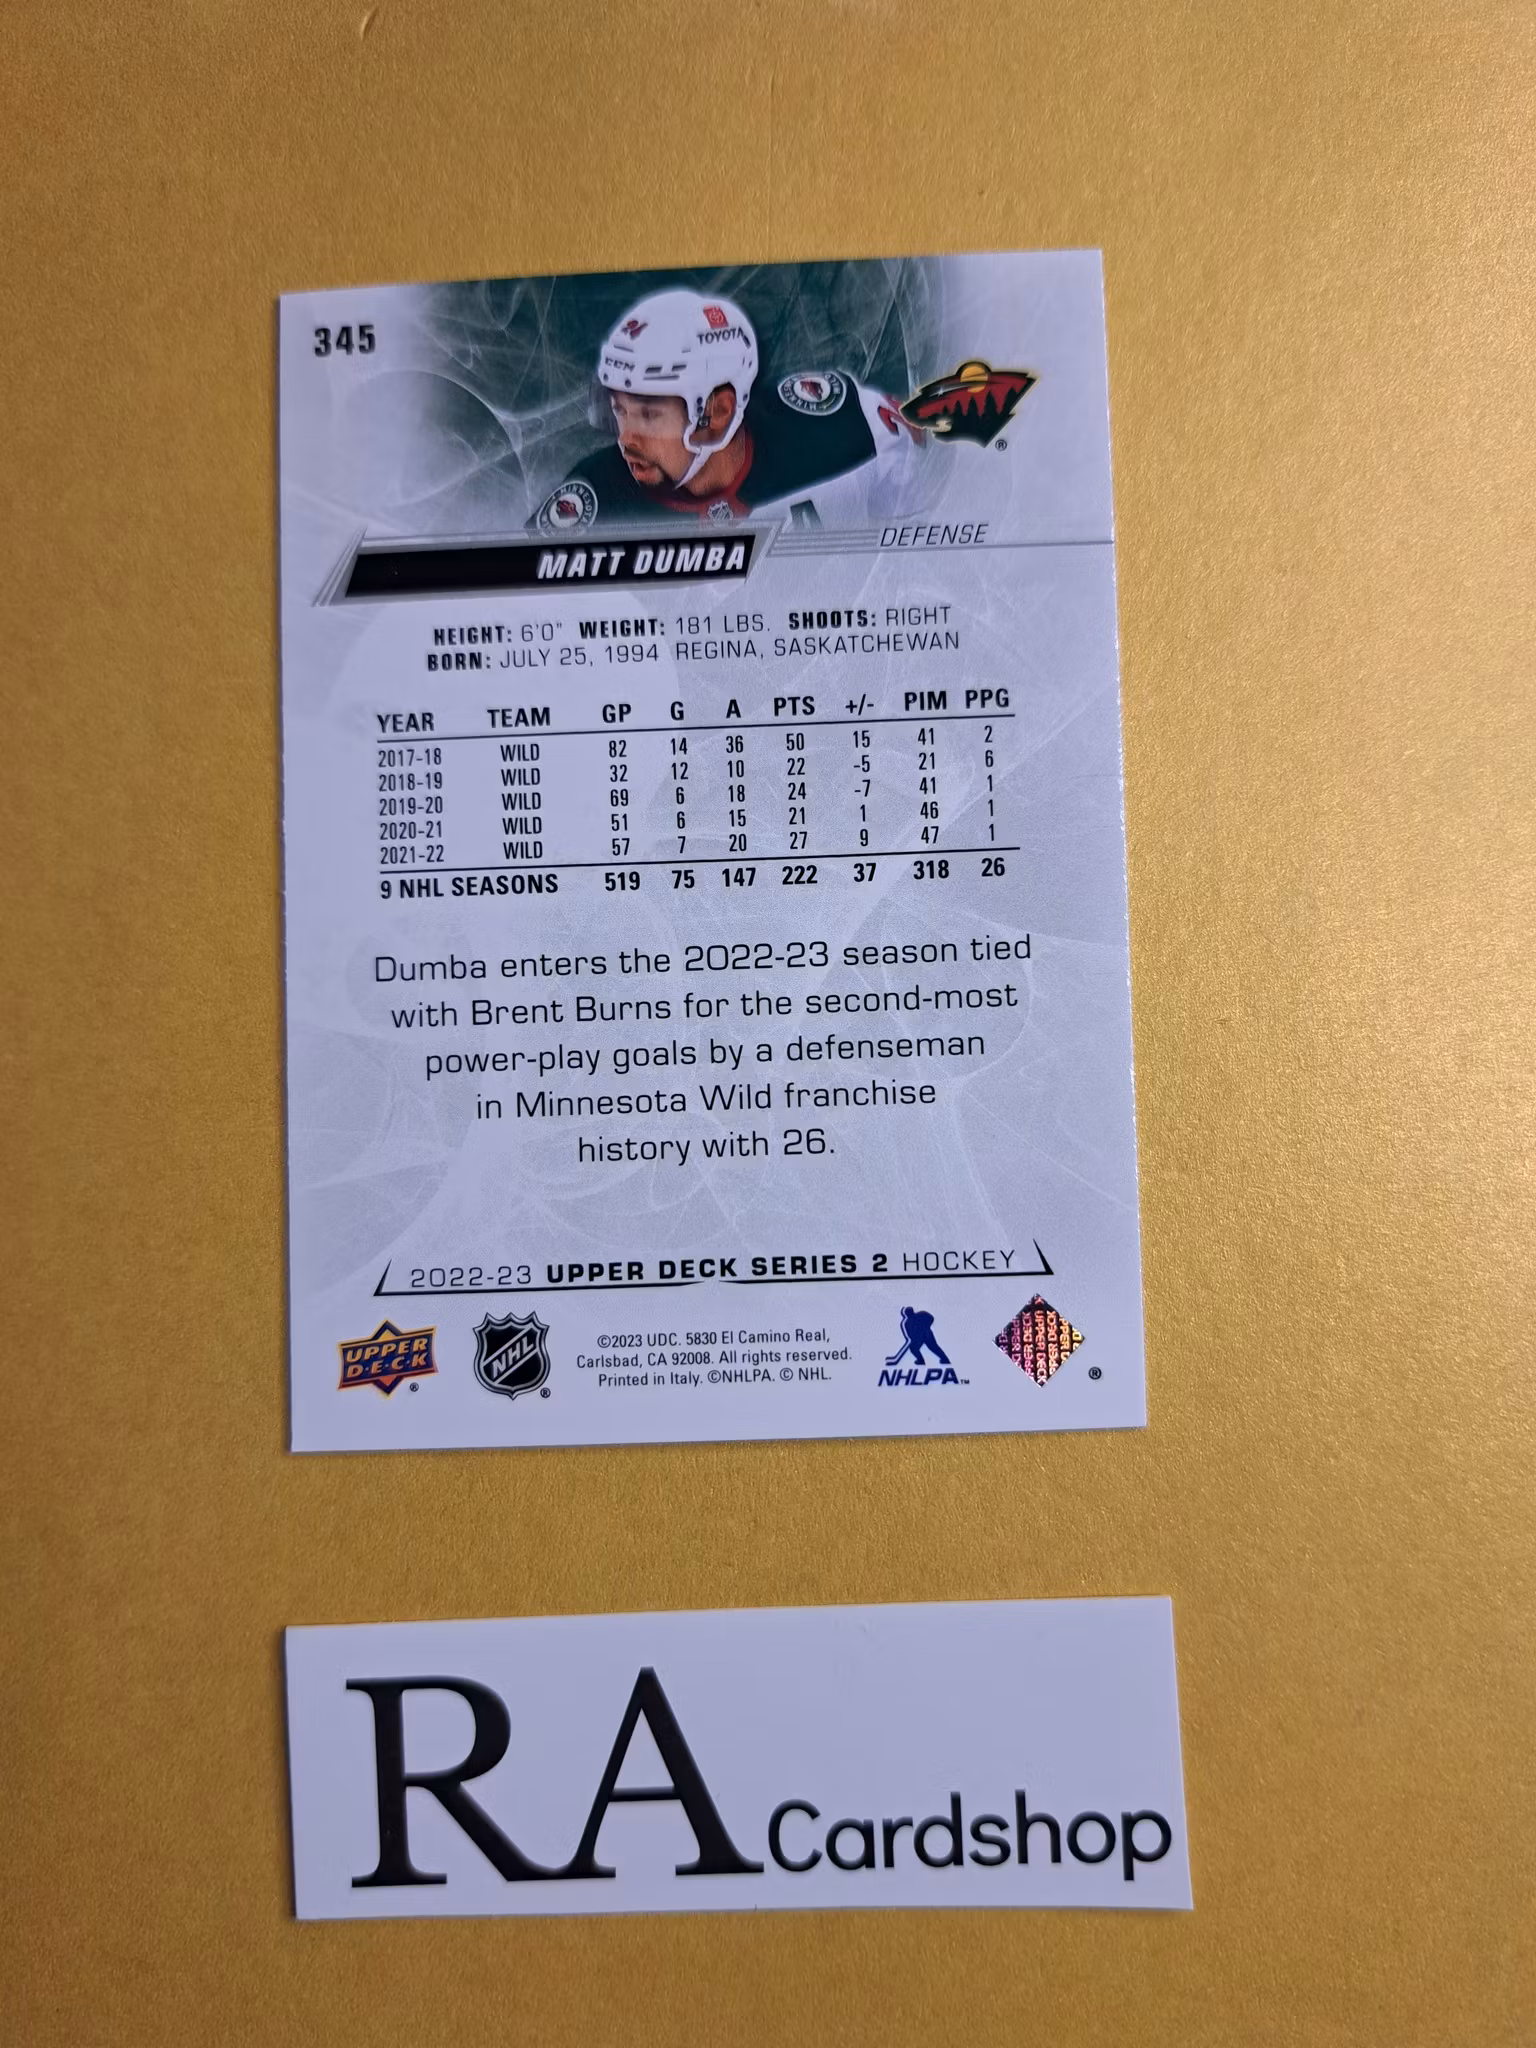 345
24
TOYOTA
CCM
MINNESOTA
MATT DUMBA
DEFENSE
HEIGHT: 6'0" WEIGHT: 181 LBS. SHOOTS: RIGHT
BORN: JULY 25, 1994 REGINA, SASKATCHEWAN
YEAR TEAM GP G A PTS +/- PIM PPG
2017-18 WILD 82 14 36 50 15 41 2
2018-19 WILD 32 12 10 22 -5 21 6
2019-20 WILD 69 6 18 24 -7 41 1
2020-21 WILD 51 6 15 21 1 46 1
2021-22 WILD 57 7 20 27 9 47 1
9 NHL SEASONS 519 75 147 222 37 318 26
Dumba enters the 2022-23 season tied
with Brent Burns for the second-most
power-play goals by a defenseman
in Minnesota Wild franchise
history with 26.
2022-23 UPPER DECK SERIES 2 HOCKEY
UPPER
D·E·C·K
®
NHL
®
©2023 UDC. 5830 El Camino Real,
Carlsbad, CA 92008. All rights reserved.
Printed in Italy. ©NHLPA. © NHL.
NHLPA™
UPPER DECK
®
RA Cardshop